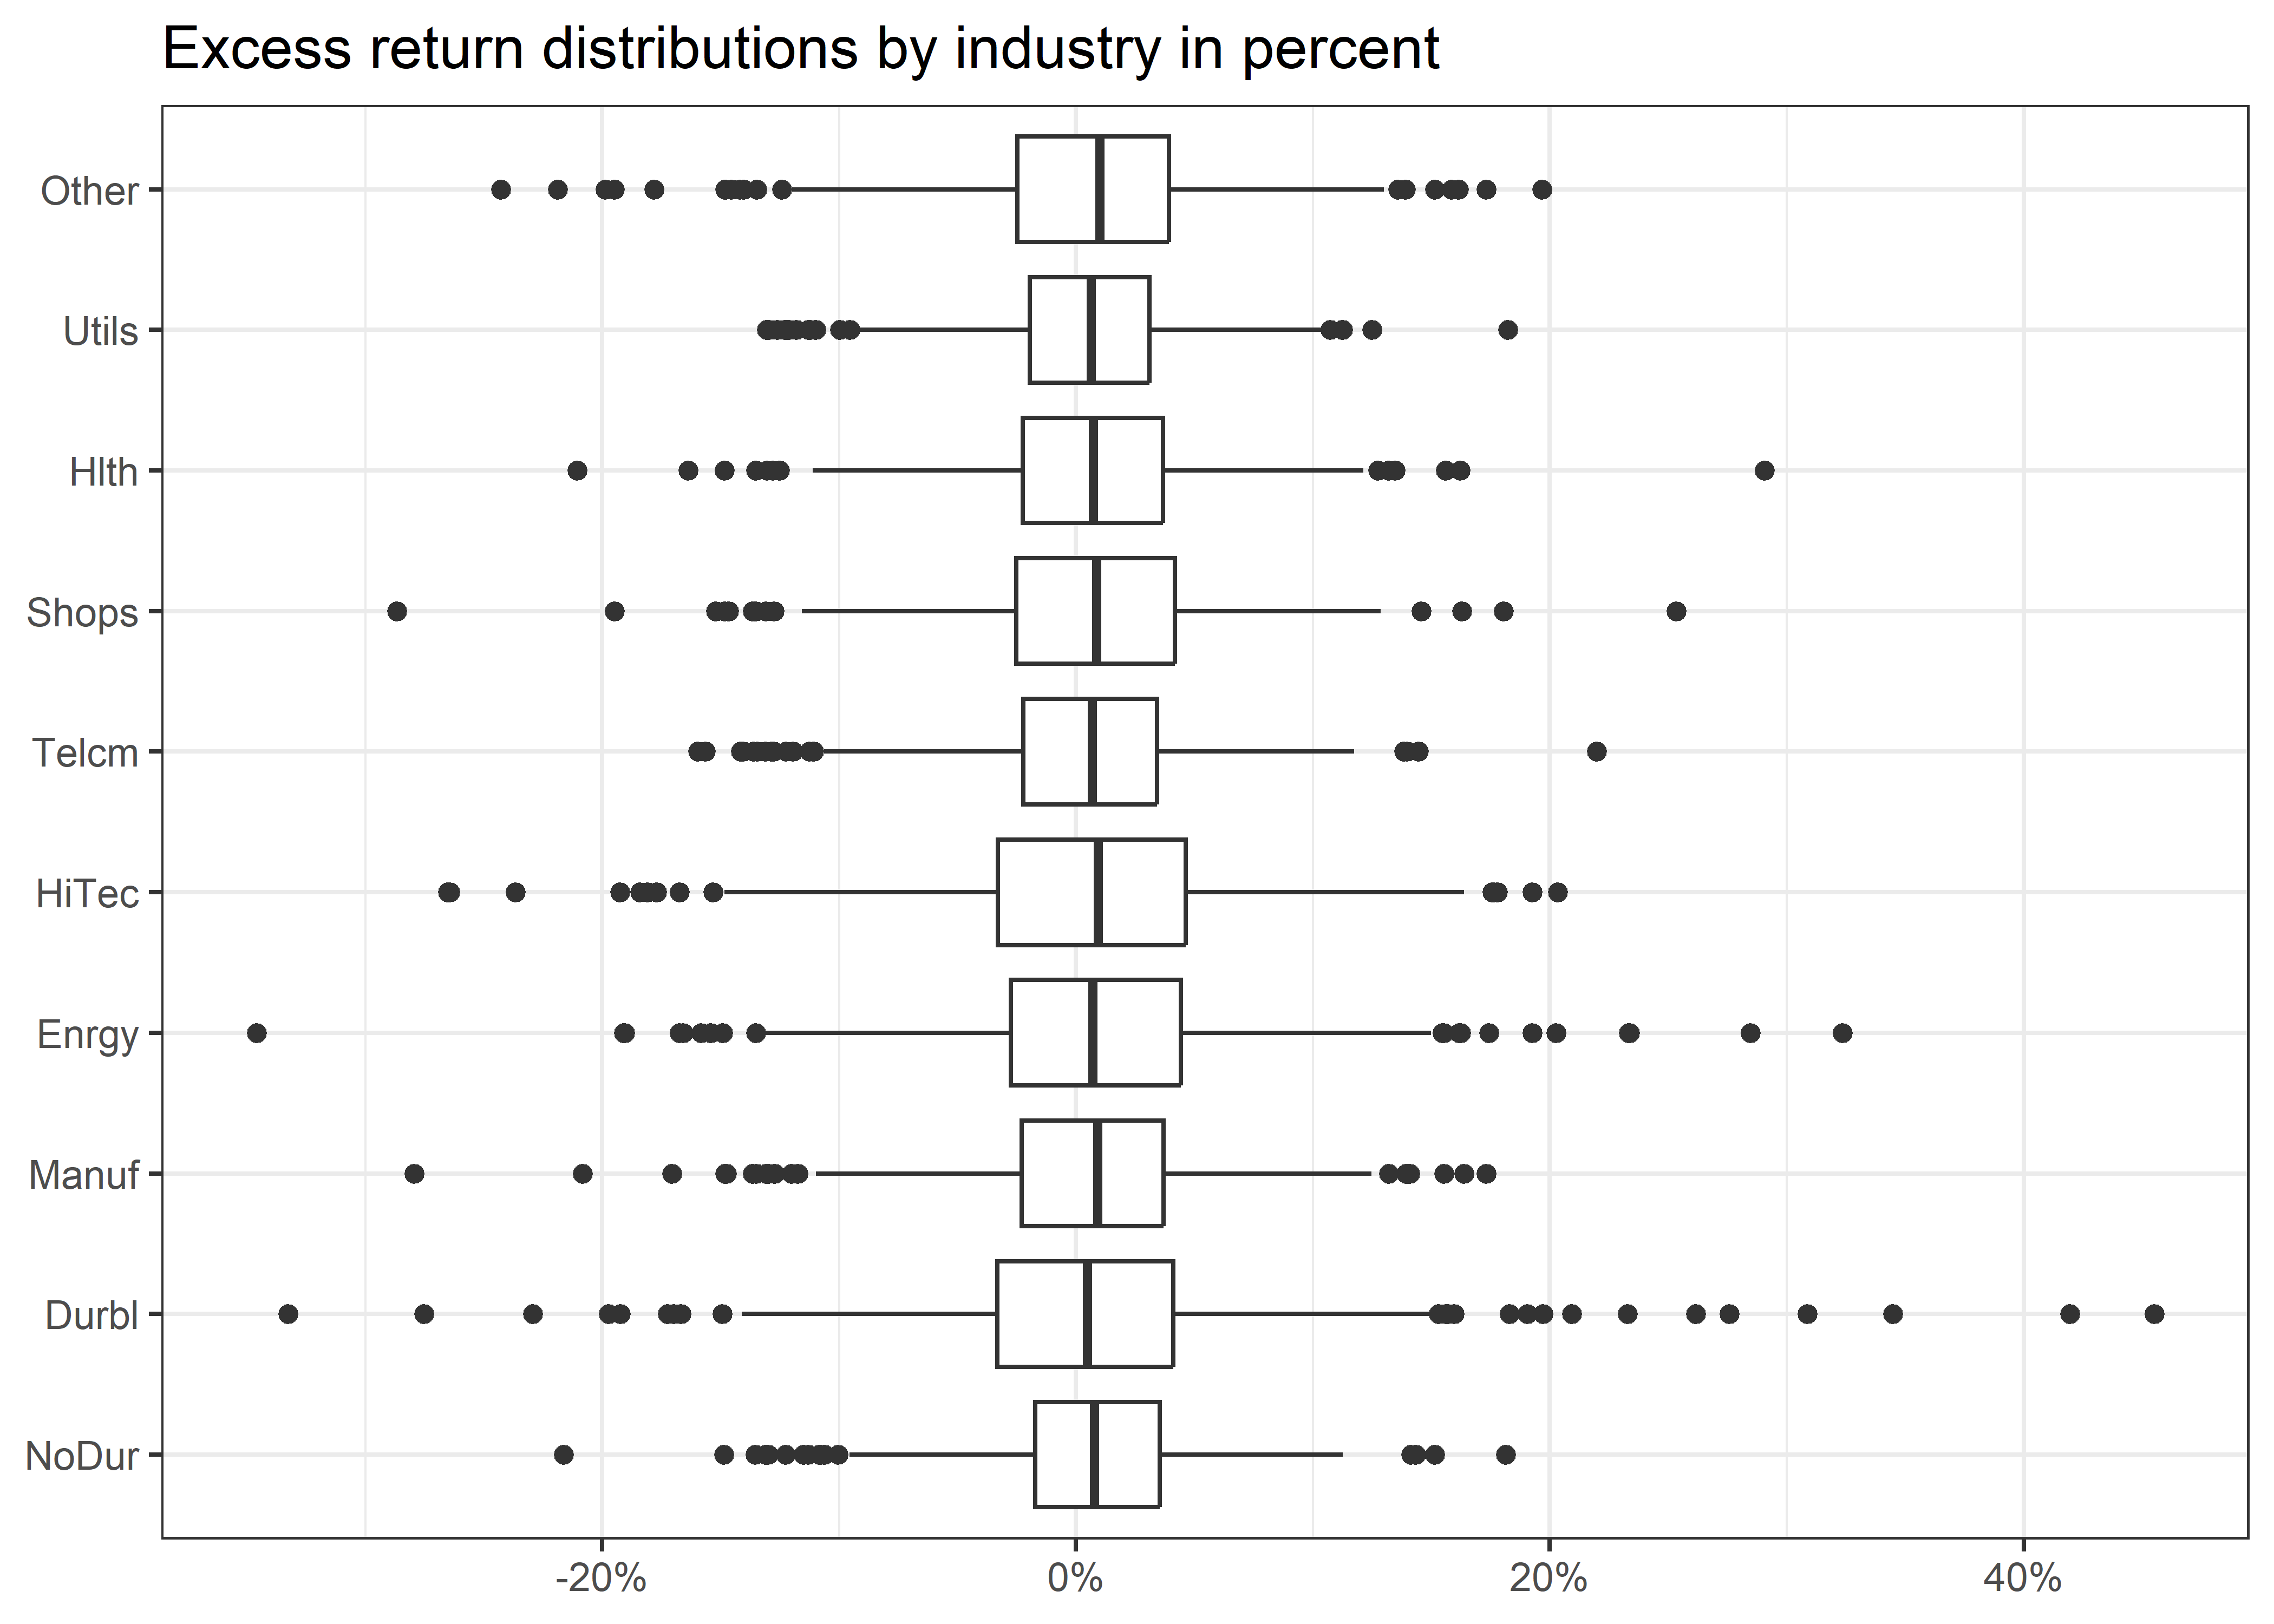 Excess return distributions by industry in percent
Other
Utils
Hlth
Shops
Telcm
HiTec
Enrgy
Manuf
Durbl
NoDur
-20% 0% 20% 40%